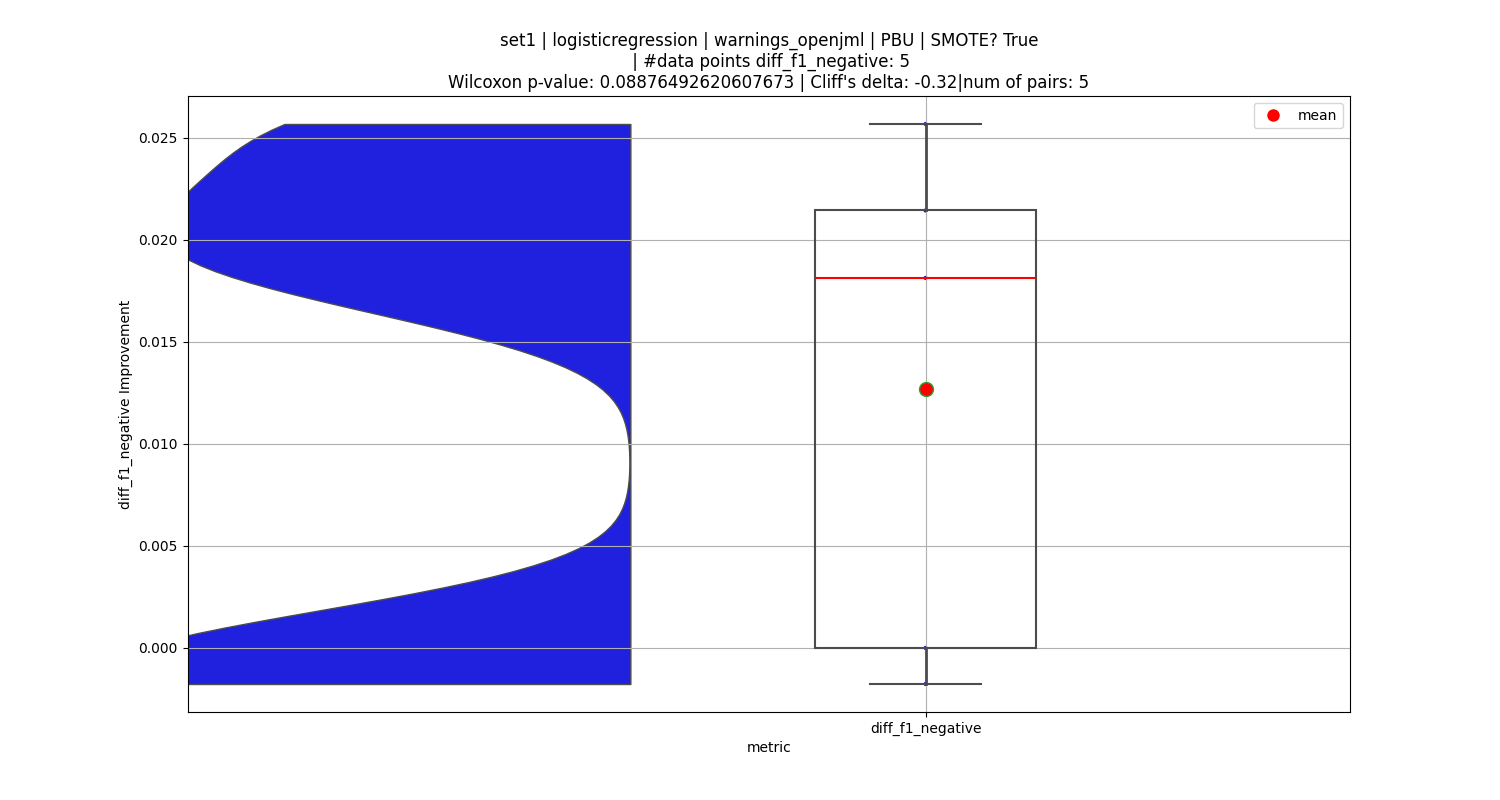 set1 | logisticregression | warnings_openjml | PBU | SMOTE? True
| #data points diff_f1_negative: 5
Wilcoxon p-value: 0.08876492620607673 | Cliff's delta: -0.32|num of pairs: 5
mean
0.025
0.020
0.015
0.010
0.005
0.000
diff_f1_negative Improvement
diff_f1_negative
metric